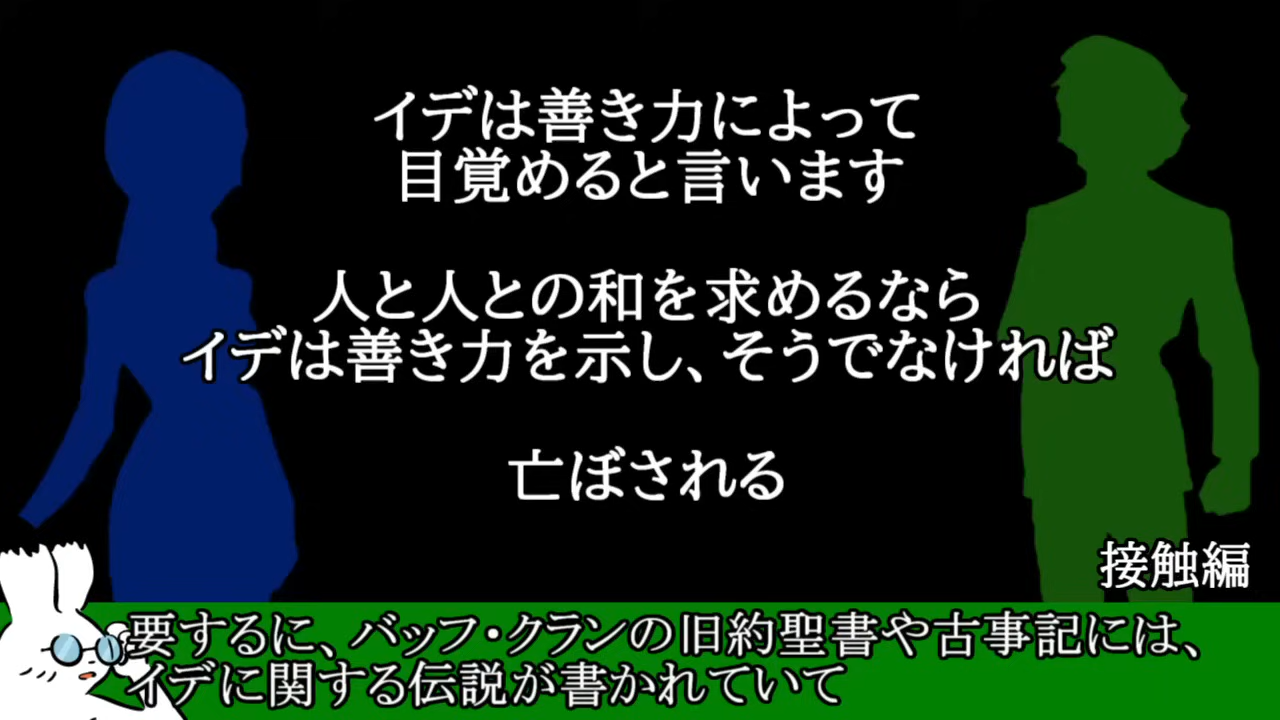 イデは善き力によって
目覚めると言います
人と人との和を求めるなら
イデは善き力を示し、そうでなければ
亡ぼされる
接触編
要するに、バッフ・クランの旧約聖書や古事記には、
イデに関する伝説が書かれていて